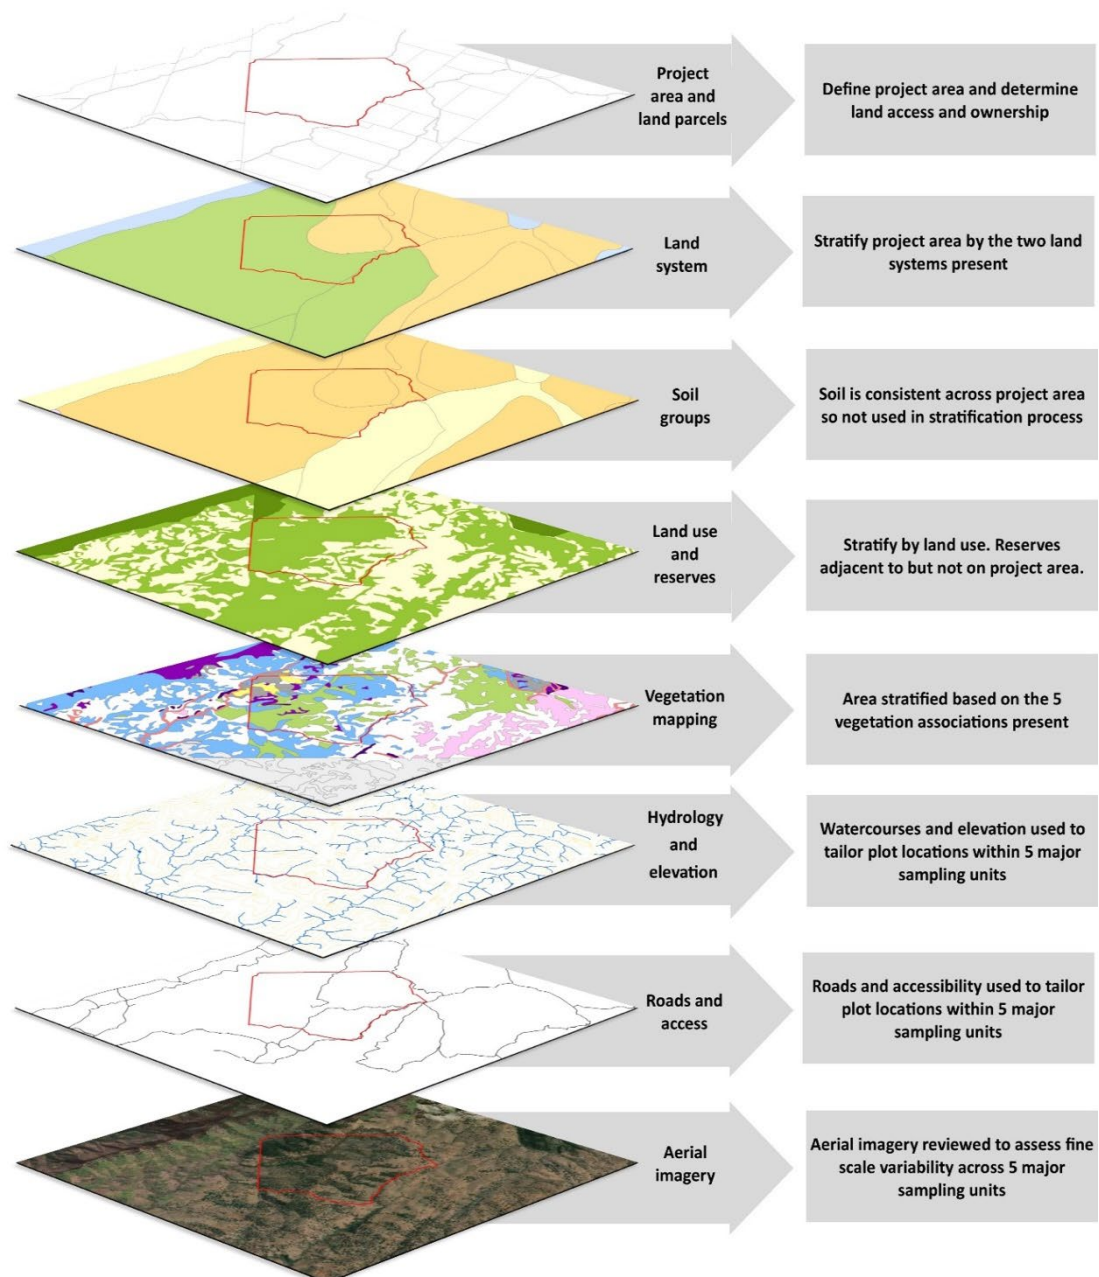 Project
area and
land parcels
Define project area and determine
land access and ownership
Land
system
Stratify project area by the two land
systems present
Soil
groups
Soil is consistent across project area
so not used in stratification process
Land use
and
reserves
Stratify by land use. Reserves
adjacent to but not on project area.
Vegetation
mapping
Area stratified based on the 5
vegetation associations present
Hydrology
and
elevation
Watercourses and elevation used to
tailor plot locations within 5 major
sampling units
Roads and
access
Roads and accessibility used to tailor
plot locations within 5 major
sampling units
Aerial
imagery
Aerial imagery reviewed to assess fine
scale variability across 5 major
sampling units